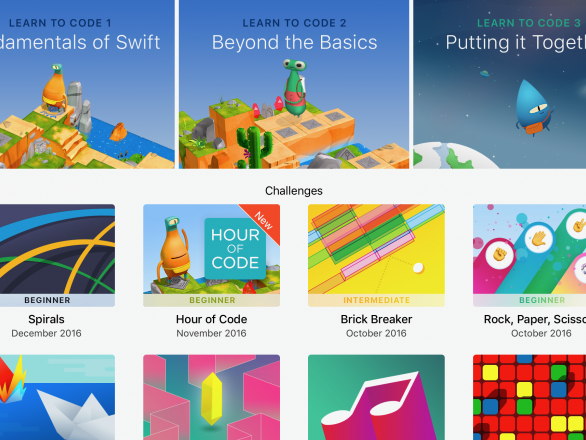 LEARN TO CODE 1
damentals of Swift
LEARN TO CODE 2
Beyond the Basics
LEARN TO CODE 3
Putting it Togeth
Challenges
BEGINNER
Spirals
December 2016
New
HOUR
OF
CODE
BEGINNER
Hour of Code
November 2016
INTERMEDIATE
Brick Breaker
October 2016
BEGINNER
Rock, Paper, Scisso
October 2016